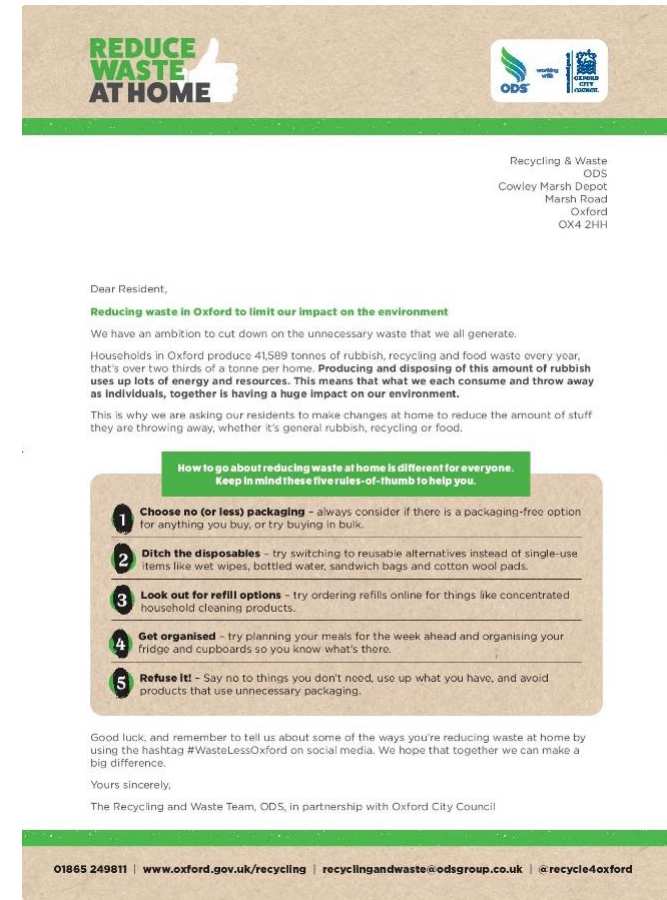 REDUCE
WASTE
AT HOME
ODS
working
with
OXFORD
CITY
COUNCIL
Recycling & Waste
ODS
Cowley Marsh Depot
Marsh Road
Oxford
OX4 2HH
Dear Resident,
Reducing waste in Oxford to limit our impact on the environment
We have an ambition to cut down on the unnecessary waste that we all generate.
Households in Oxford produce 41,589 tonnes of rubbish, recycling and food waste every year,
that's over two thirds of a tonne per home. Producing and disposing of this amount of rubbish
uses up lots of energy and resources. This means that what we each consume and throw away
as individuals, together is having a huge impact on our environment.
This is why we are asking our residents to make changes at home to reduce the amount of stuff
they are throwing away, whether it's general rubbish, recycling or food.
How to go about reducing waste at home is different for everyone.
Keep in mind these five rules-of-thumb to help you.
1 Choose no (or less) packaging – always consider if there is a packaging-free option
for anything you buy, or try buying in bulk.
2 Ditch the disposables – try switching to reusable alternatives instead of single-use
items like wet wipes, bottled water, sandwich bags and cotton wool pads.
3 Look out for refill options – try ordering refills online for things like concentrated
household cleaning products.
4 Get organised – try planning your meals for the week ahead and organising your
fridge and cupboards so you know what's there.
5 Refuse it! – Say no to things you don't need, use up what you have, and avoid
products that use unnecessary packaging.
Good luck, and remember to tell us about some of the ways you're reducing waste at home by
using the hashtag #WasteLessOxford on social media. We hope that together we can make a
big difference.
Yours sincerely,
The Recycling and Waste Team, ODS, in partnership with Oxford City Council
01865 249811 | www.oxford.gov.uk/recycling | recyclingandwaste@odsgroup.co.uk | @recycle4oxford